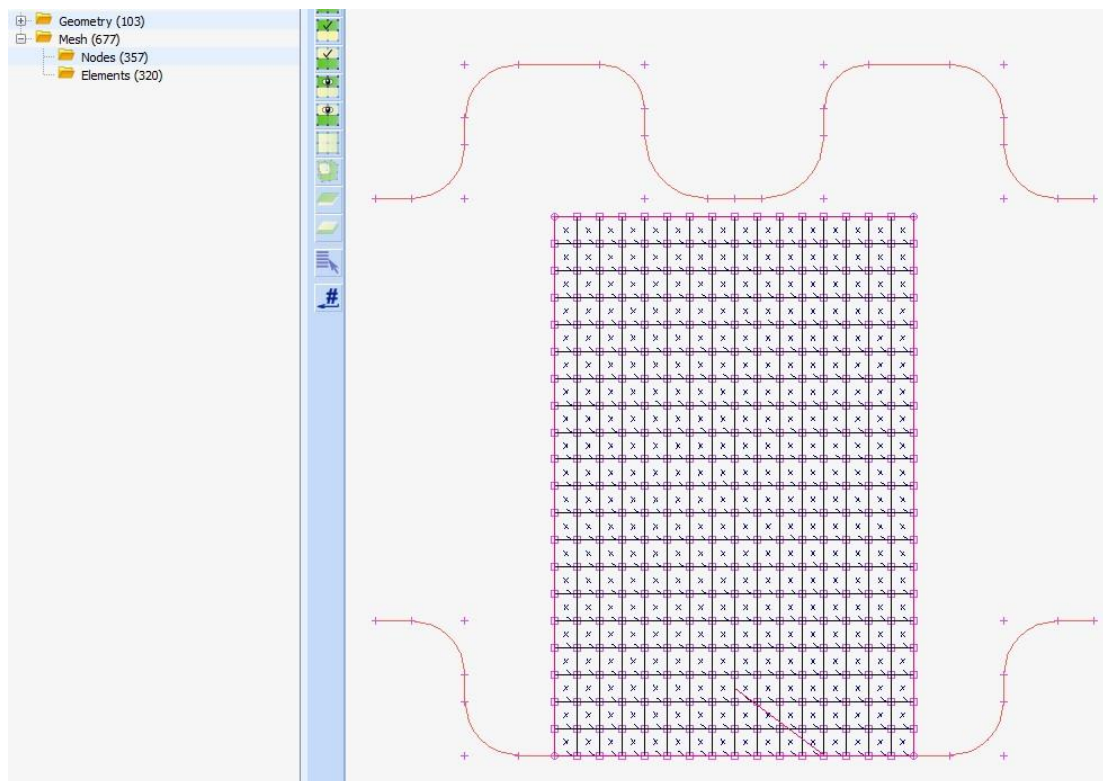 Geometry (103)
Mesh (677)
Nodes (357)
Elements (320)
#